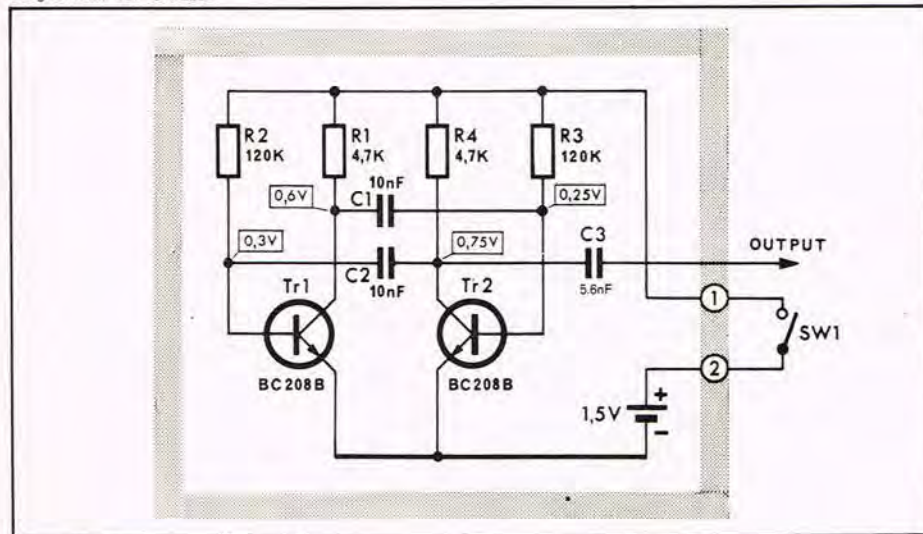 R2
120K
R1
4,7K
R4
4,7K
R3
120K
10nF
0,6V
C1
0,25V
0,3V
0,75V
C3
OUTPUT
C2
10nF
5.6nF
Tr1
Tr2
1
SW1
BC208B
BC208B
2
1,5V
+
−